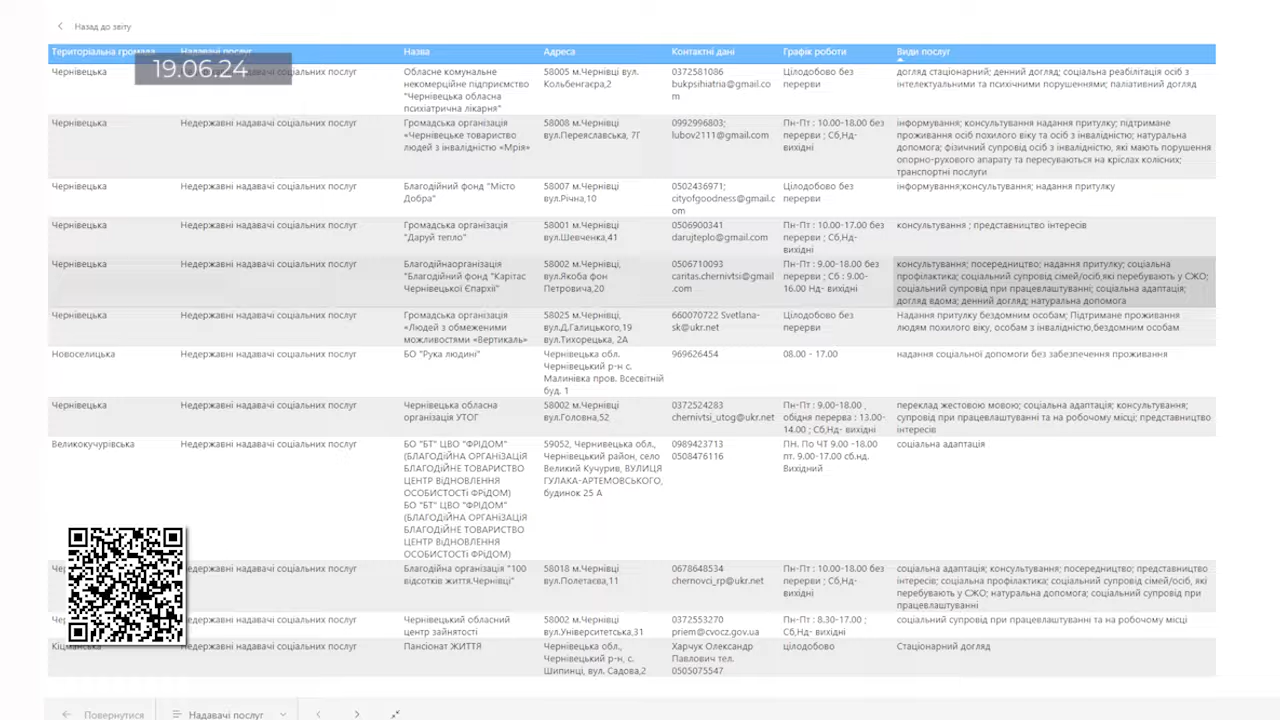 Назад до звіту
Територіальна громада Надавачі послуг Назва Адреса Контактні дані Графік роботи Види послуг
19.06.24
Чернівецька соціальних послуг Обласне комунальне 58005 м.Чернівці вул. 0372581086 Цілодобово без догляд стаціонарний; денний догляд; соціальна реабілітація осіб з
некомерційне підприємство Кольбенгаєра,2 bukpsihiatria@gmail.co перерви інтелектуальними та психічними порушеннями; паліативний догляд
"Чернівецька обласна m
психіатрична лікарня"
Чернівецька Недержавні надавачі соціальних послуг Громадська організація 58008 м.Чернівці 0992996803; Пн-Пт : 10.00-18.00 без інформування; консультування надання притулку; підтримане
«Чернівецьке товариство вул.Переяславська, 7Г lubov2111@gmail.com перерви ; Сб,Нд- проживання осіб похилого віку та осіб з інвалідністю; натуральна
людей з інвалідністю «Мрія» вихідні допомога; фізичний супровід осіб з інвалідністю, які мають порушення
опорно-рухового апарату та пересуваються на кріслах колісних;
транспортні послуги
Чернівецька Недержавні надавачі соціальних послуг Благодійний фонд "Місто 58007 м.Чернівці 0502436971; Цілодобово без інформування;консультування; надання притулку
Добра" вул.Річна,10 cityofgoodness@gmail.c перерви
om
Чернівецька Недержавні надавачі соціальних послуг Громадська організація 58001 м.Чернівці 0506900341 Пн-Пт : 10.00-17.00 без консультування ; представництво інтересів
"Даруй тепло" вул.Шевченка,41 darujteplo@gmail.com перерви ; Сб,Нд-
вихідні
Чернівецька Недержавні надавачі соціальних послуг Благодійнаорганізація 58002 м.Чернівці, 0506710093 Пн-Пт : 9.00-18.00 без консультування; посередництво; надання притулку; соціальна
"Благодійний фонд "Карітас вул.Якоба фон caritas.chernivtsi@gmail перерви ; Сб : 9.00- профілактика; соціальний супровід сімей/осіб,які перебувають у СЖО;
Чернівецької Єпархії" Петровича,20 .com 16.00 Нд- вихідні соціальний супровід при працевлаштуванні; соціальна адаптація;
догляд вдома; денний догляд; натуральна допомога
Чернівецька Недержавні надавачі соціальних послуг Громадська організація 58025 м.Чернівці, 660070722 Svetlana- Цілодобово без Надання притулку бездомним особам; Підтримане проживання
«Людей з обмеженими вул.Д.Галицького,19 sk@ukr.net перерви людям похилого віку, особам з інвалідністю,бездомним особам
можливостями «Вертикаль» вул.Тихорецька, 2А
Новоселицька Недержавні надавачі соціальних послуг БО "Рука людині" Чернівецька обл. 969626454 08.00 - 17.00 надання соціальної допомоги без забезпечення проживання
Чернівецький р-н с.
Малинівка пров. Всесвітній
буд. 1
Чернівецька Недержавні надавачі соціальних послуг Чернівецька обласна 58002 м.Чернівці 0372524283 Пн-Пт : 9.00-18.00 , переклад жестовою мовою; соціальна адаптація; консультування;
організація УТОГ вул.Головна,52 chernivtsi_utog@ukr.net обідня перерва : 13.00- супровід при працевлаштуванні та на робочому місці; представництво
14.00 ; Сб,Нд- вихідні інтересів
Великокучурівська Недержавні надавачі соціальних послуг БО "БТ" ЦВО "ФРІДОМ" 59052, Чернивецька обл., 0989423713 ПН. По ЧТ 9.00 -18.00 соціальна адаптація
(БЛАГОДІЙНА ОРГАНІЗАЦІЯ Чернівецький район, село 0508476116 пт. 9.00-17.00 сб.нд.
БЛАГОДІЙНЕ ТОВАРИСТВО Великий Кучурив, ВУЛИЦЯ Вихідний
ЦЕНТР ВІДНОВЛЕННЯ ГУЛАКА-АРТЕМОВСЬКОГО,
ОСОБИСТОСТІ ФРІДОМ) будинок 25 А
БО "БТ" ЦВО "ФРІДОМ"
(БЛАГОДІЙНА ОРГАНІЗАЦІЯ
БЛАГОДІЙНЕ ТОВАРИСТВО
ЦЕНТР ВІДНОВЛЕННЯ
ОСОБИСТОСТІ ФРІДОМ)
Недержавні надавачі соціальних послуг Благодійна організація "100 58018 м.Чернівці 0678648534 Пн-Пт : 10.00-18.00 без соціальна адаптація; консультування; посередництво; представництво
відсотків життя.Чернівці" вул.Полетаєва,11 chernovci_rp@ukr.net перерви ; Сб,Нд- інтересів; соціальна профілактика; соціальний супровід сімей/осіб, які
вихідні перебувають у СЖО; натуральна допомога; соціальний супровід при
працевлаштуванні
Недержавні надавачі соціальних послуг Чернівецький обласний 58002 м.Чернівці 0372553270 Пн-Пт : 8.30-17.00 ; соціальний супровід при працевлаштуванні та на робочому місці
центр зайнятості вул.Університетська,31 priem@cvocz.gov.ua Сб,Нд- вихідні
Кіцманська Недержавні надавачі соціальних послуг Пансіонат ЖИТТЯ Чернівецька обл., Харчук Олександр цілодобово Стаціонарний догляд
Чернівецький р-н, с. Павлович тел.
Шипинці, вул. Садова,2 0505075547
Повернутися Надавачі послуг